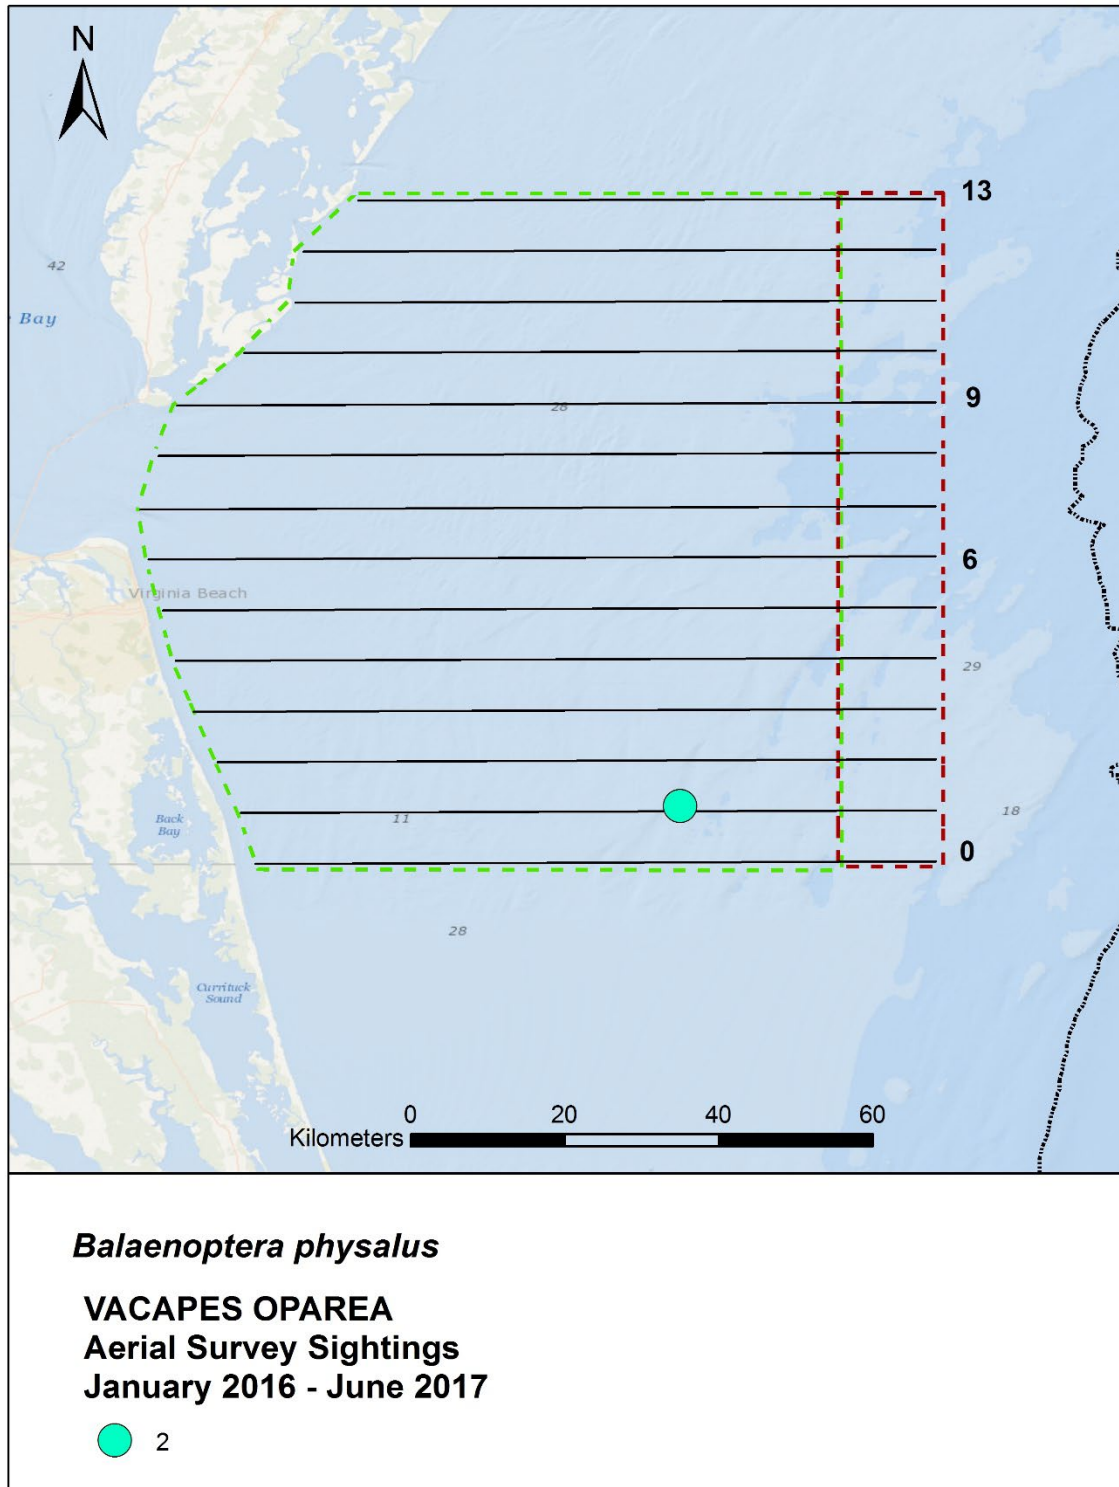 N
13
42
Bay
9
28
6
Virginia Beach
29
Back
Bay
11
18
0
28
Currituck
Sound
0 20 40 60
Kilometers
Balaenoptera physalus
VACAPES OPAREA
Aerial Survey Sightings
January 2016 - June 2017
2